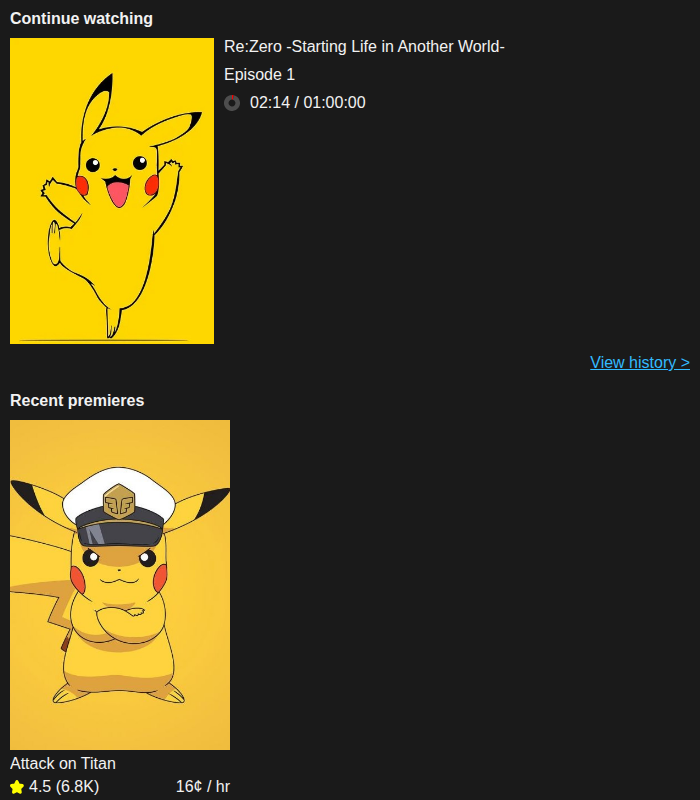 Continue watching
Re:Zero -Starting Life in Another World-
Episode 1
02:14 / 01:00:00
View history >
Recent premieres
Attack on Titan
4.5 (6.8K) 16¢ / hr